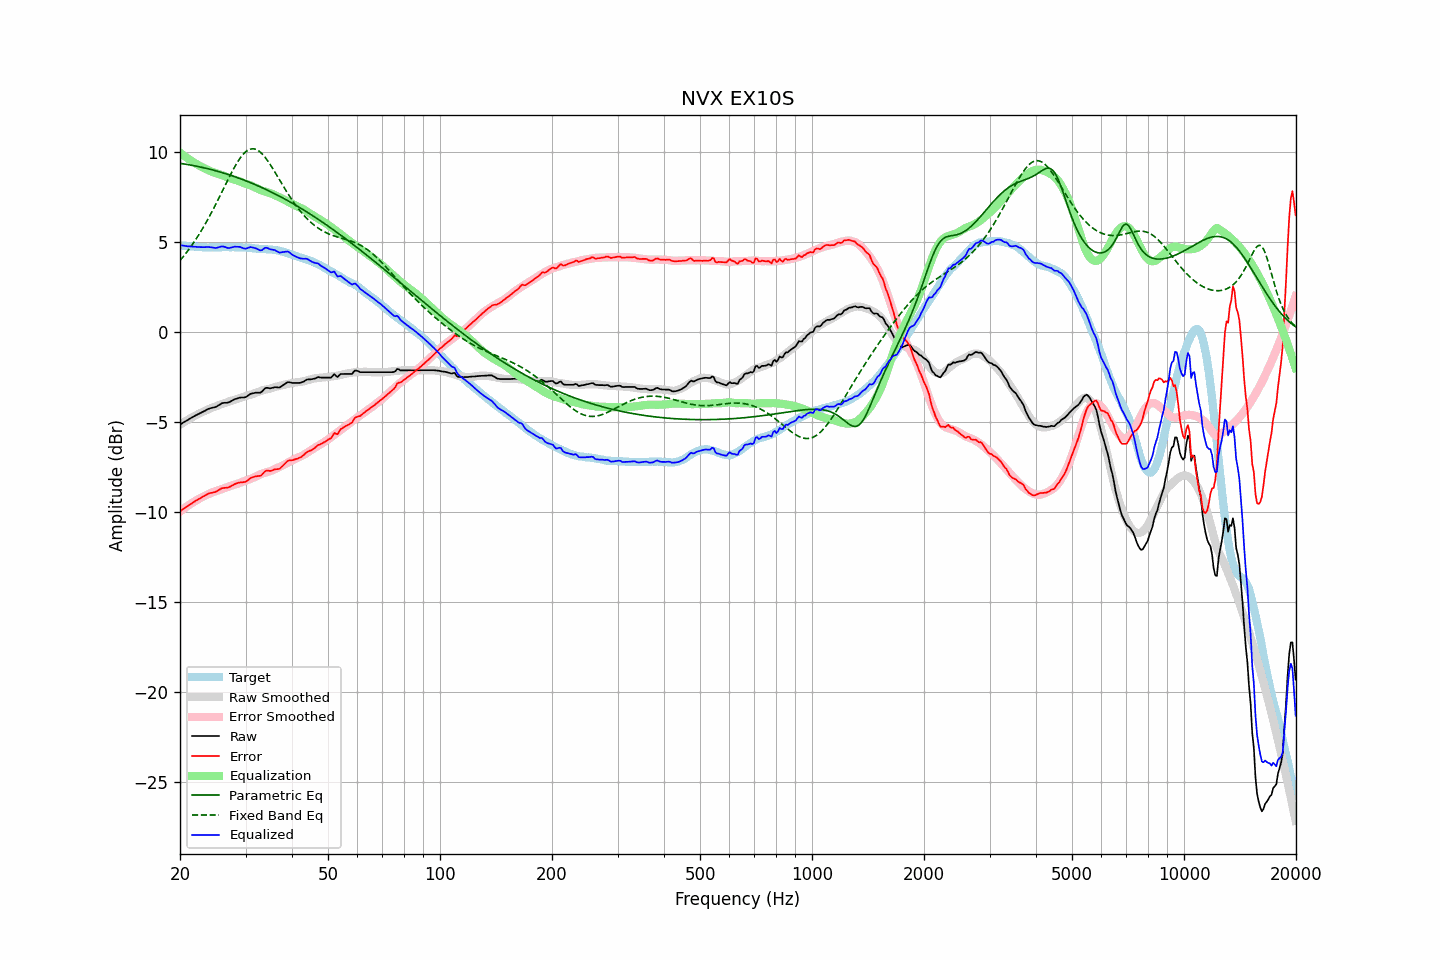 NVX EX10S
10
5
0
−5
−10
−15
−20
−25
Amplitude (dBr)
Target
Raw Smoothed
Error Smoothed
Raw
Error
Equalization
Parametric Eq
Fixed Band Eq
Equalized
20 50 100 200 500 1000 2000 5000 10000 20000
Frequency (Hz)